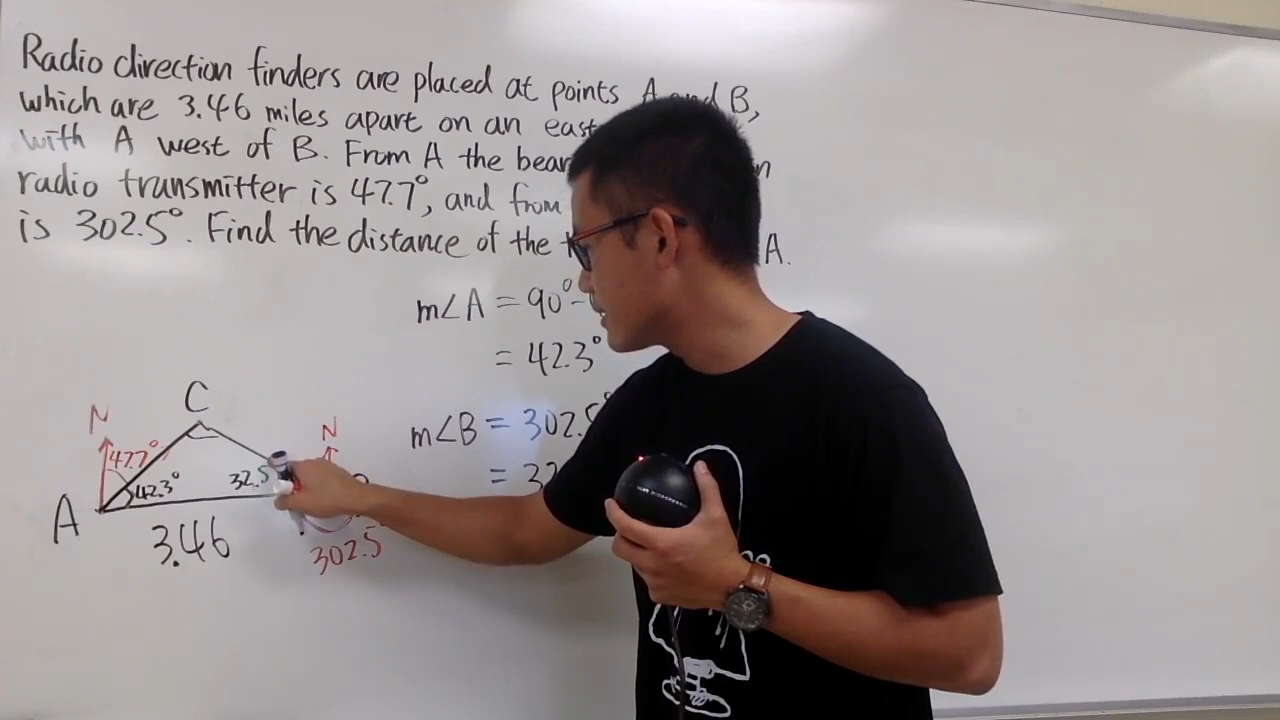 Radio direction finders are placed at points A and B,
which are 3.46 miles apart on an east
with A west of B. From A the bear
radio transmitter is 47.7°, and from
is 302.5°. Find the distance of the A.
m∠A = 90°-
= 42.3°
m∠B = 302.5°
= 32
N
C
N
47.7°
42.3°
32.5
A
3.46
302.5°